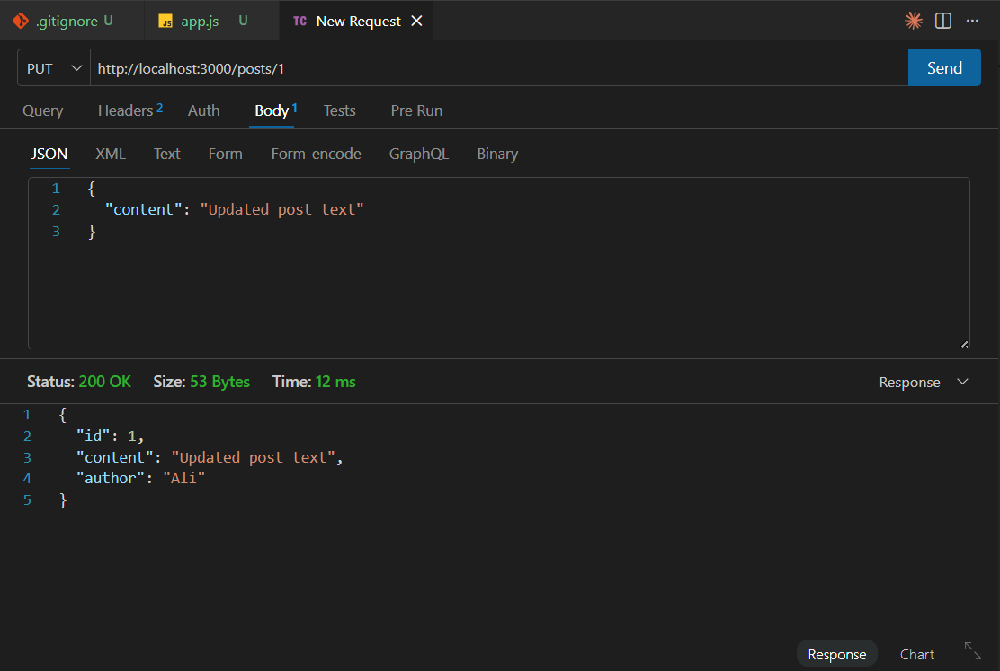 .gitignore U JS app.js U TC New Request
PUT http://localhost:3000/posts/1 Send
Query Headers 2 Auth Body 1 Tests Pre Run
JSON XML Text Form Form-encode GraphQL Binary
1 {
2 "content": "Updated post text"
3 }
Status: 200 OK Size: 53 Bytes Time: 12 ms Response
1 {
2 "id": 1,
3 "content": "Updated post text",
4 "author": "Ali"
5 }
Response Chart